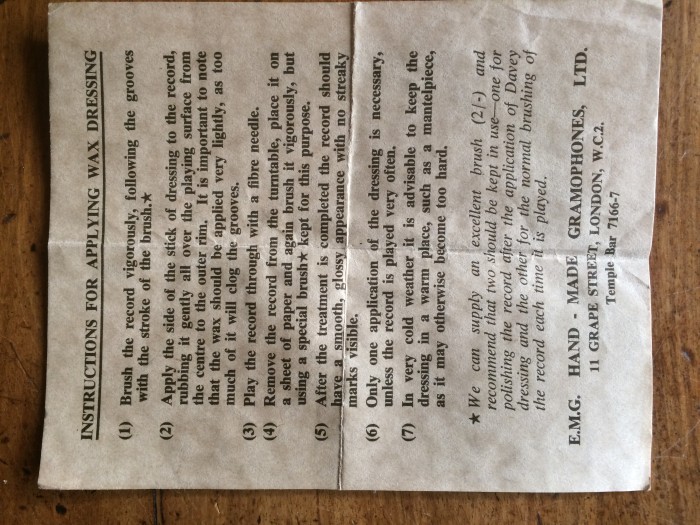 INSTRUCTIONS FOR APPLYING WAX DRESSING
(1) Brush the record vigorously, following the grooves
with the stroke of the brush.★
(2) Apply the side of the stick of dressing to the record,
rubbing it gently all over the playing surface from
the centre to the outer rim. It is important to note
that the wax should be applied very lightly, as too
much of it will clog the grooves.
(3) Play the record through with a fibre needle.
(4) Remove the record from the turntable, place it on
a sheet of paper and again brush it vigorously, but
using a special brush★ kept for this purpose.
(5) After the treatment is completed the record should
have a smooth, glossy appearance with no streaky
marks visible.
(6) Only one application of the dressing is necessary,
unless the record is played very often.
(7) In very cold weather it is advisable to keep the
dressing in a warm place, such as a mantelpiece,
as it may otherwise become too hard.
★ We can supply an excellent brush (2/-) and
recommend that two should be kept in use—one for
polishing the record after the application of Davey
dressing and the other for the normal brushing of
the record each time it is played.
E.M.G. HAND - MADE GRAMOPHONES, LTD.
11 GRAPE STREET, LONDON, W.C.2.
Temple Bar 7166-7